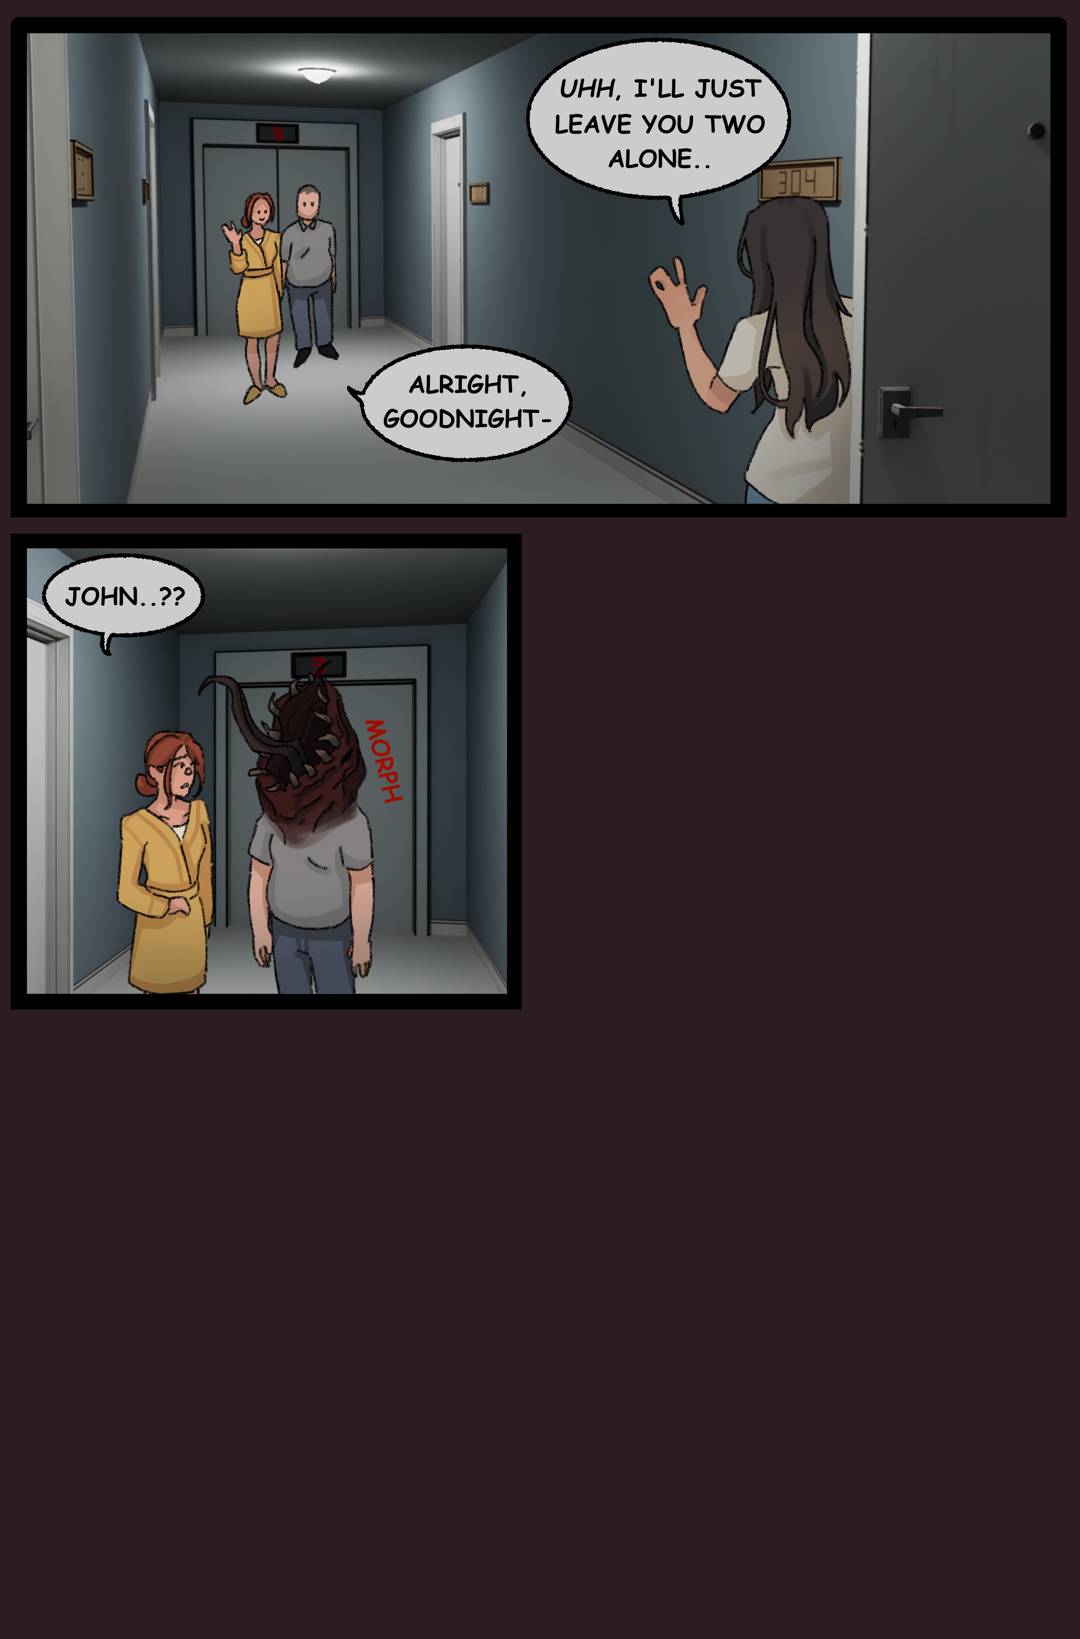 UHH, I'LL JUST
LEAVE YOU TWO
ALONE..
304
ALRIGHT,
GOODNIGHT-
JOHN..??
MORPH